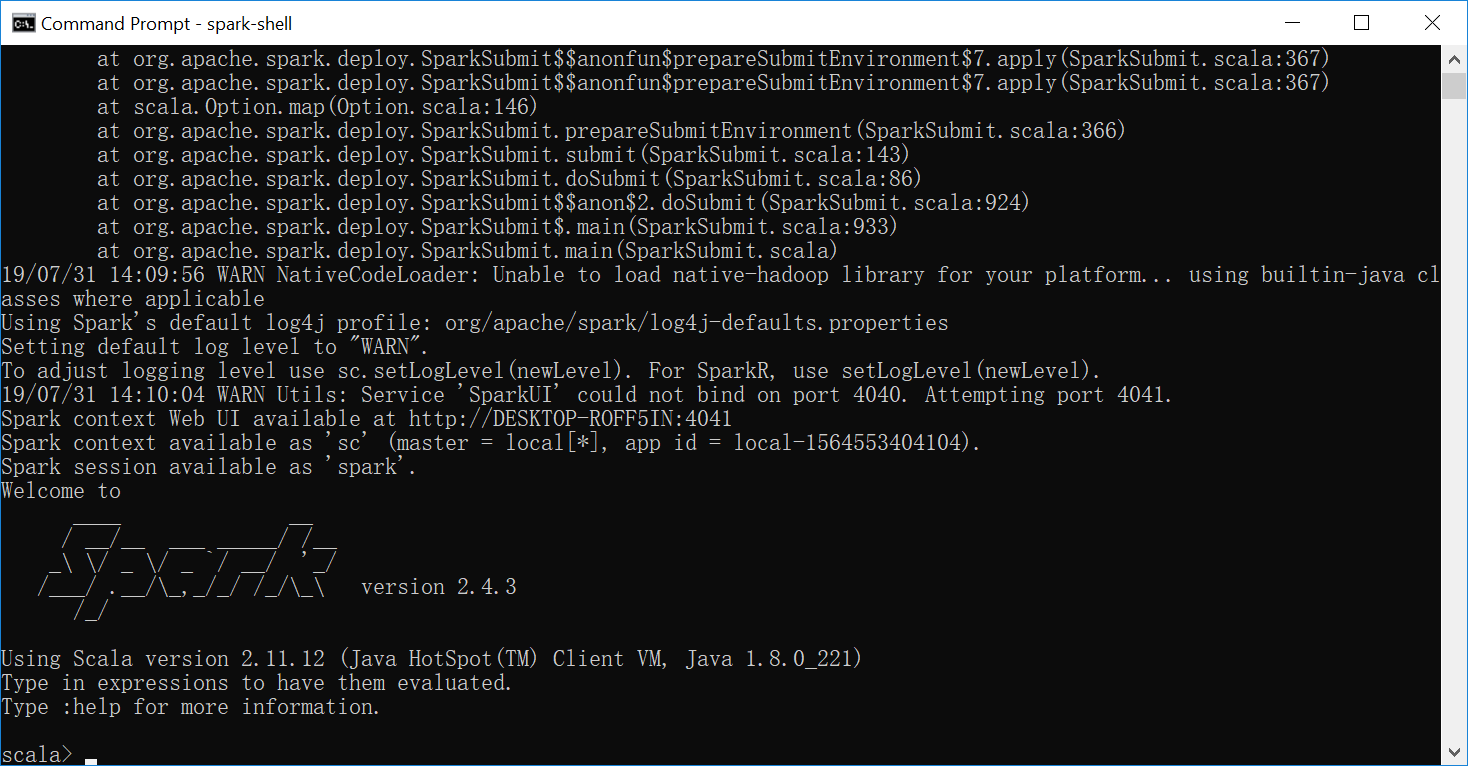 Command Prompt - spark-shell
        at org.apache.spark.deploy.SparkSubmit$$anonfun$prepareSubmitEnvironment$7.apply(SparkSubmit.scala:367)
        at org.apache.spark.deploy.SparkSubmit$$anonfun$prepareSubmitEnvironment$7.apply(SparkSubmit.scala:367)
        at scala.Option.map(Option.scala:146)
        at org.apache.spark.deploy.SparkSubmit.prepareSubmitEnvironment(SparkSubmit.scala:366)
        at org.apache.spark.deploy.SparkSubmit.submit(SparkSubmit.scala:143)
        at org.apache.spark.deploy.SparkSubmit.doSubmit(SparkSubmit.scala:86)
        at org.apache.spark.deploy.SparkSubmit$$anon$2.doSubmit(SparkSubmit.scala:924)
        at org.apache.spark.deploy.SparkSubmit$.main(SparkSubmit.scala:933)
        at org.apache.spark.deploy.SparkSubmit.main(SparkSubmit.scala)
19/07/31 14:09:56 WARN NativeCodeLoader: Unable to load native-hadoop library for your platform... using builtin-java cl
asses where applicable
Using Spark's default log4j profile: org/apache/spark/log4j-defaults.properties
Setting default log level to "WARN".
To adjust logging level use sc.setLogLevel(newLevel). For SparkR, use setLogLevel(newLevel).
19/07/31 14:10:04 WARN Utils: Service 'SparkUI' could not bind on port 4040. Attempting port 4041.
Spark context Web UI available at http://DESKTOP-ROFF5IN:4041
Spark context available as 'sc' (master = local[*], app id = local-1564553404104).
Spark session available as 'spark'.
Welcome to
Spark version 2.4.3
Using Scala version 2.11.12 (Java HotSpot(TM) Client VM, Java 1.8.0_221)
Type in expressions to have them evaluated.
Type :help for more information.
scala>